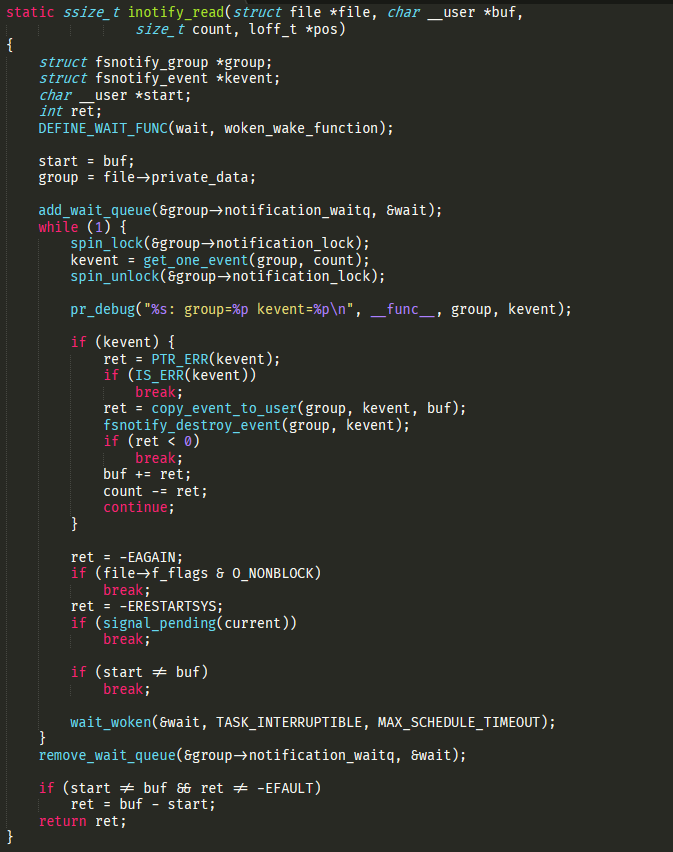 static ssize_t inotify_read(struct file *file, char __user *buf,
                size_t count, loff_t *pos)
{
    struct fsnotify_group *group;
    struct fsnotify_event *kevent;
    char __user *start;
    int ret;
    DEFINE_WAIT_FUNC(wait, woken_wake_function);

    start = buf;
    group = file->private_data;

    add_wait_queue(&group->notification_waitq, &wait);
    while (1) {
        spin_lock(&group->notification_lock);
        kevent = get_one_event(group, count);
        spin_unlock(&group->notification_lock);

        pr_debug("%s: group=%p kevent=%p\n", __func__, group, kevent);

        if (kevent) {
            ret = PTR_ERR(kevent);
            if (IS_ERR(kevent))
                break;
            ret = copy_event_to_user(group, kevent, buf);
            fsnotify_destroy_event(group, kevent);
            if (ret < 0)
                break;
            buf += ret;
            count -= ret;
            continue;
        }

        ret = -EAGAIN;
        if (file->f_flags & O_NONBLOCK)
            break;
        ret = -ERESTARTSYS;
        if (signal_pending(current))
            break;

        if (start != buf)
            break;

        wait_woken(&wait, TASK_INTERRUPTIBLE, MAX_SCHEDULE_TIMEOUT);
    }
    remove_wait_queue(&group->notification_waitq, &wait);

    if (start != buf && ret != -EFAULT)
        ret = buf - start;
    return ret;
}